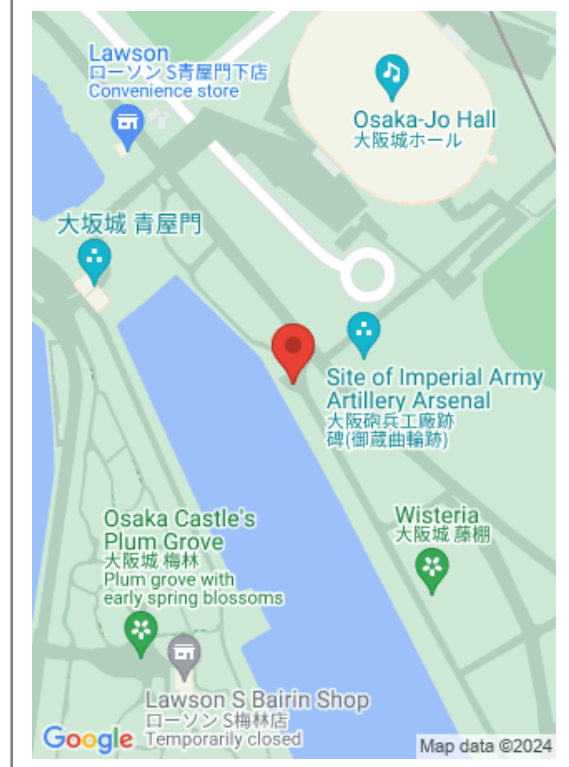 Lawson
ローソン S青屋門下店
Convenience store
Osaka-Jo Hall
大阪城ホール
大坂城 青屋門
Site of Imperial Army
Artillery Arsenal
大阪砲兵工廠跡
碑(御蔵曲輪跡)
Osaka Castle's
Plum Grove
大阪城 梅林
Plum grove with
early spring blossoms
Wisteria
大阪城 藤棚
Lawson S Bairin Shop
ローソン S梅林店
Temporarily closed
Google
Map data ©2024